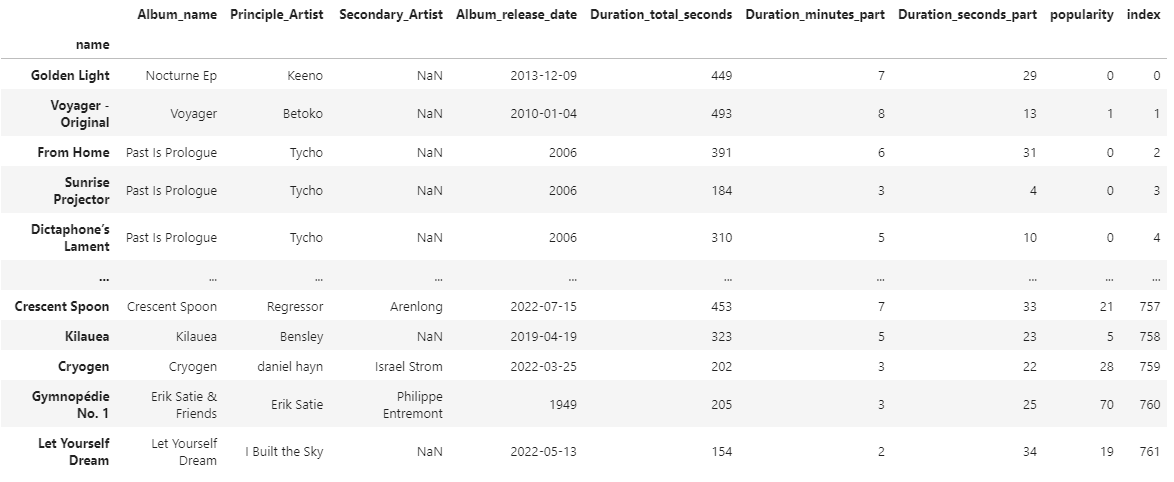 Album_name Principle_Artist Secondary_Artist Album_release_date Duration_total_seconds Duration_minutes_part Duration_seconds_part popularity index
name
Golden Light Nocturne Ep Keeno NaN 2013-12-09 449 7 29 0 0
Voyager -
Original Voyager Betoko NaN 2010-01-04 493 8 13 1 1
From Home Past Is Prologue Tycho NaN 2006 391 6 31 0 2
Sunrise
Projector Past Is Prologue Tycho NaN 2006 184 3 4 0 3
Dictaphone's
Lament Past Is Prologue Tycho NaN 2006 310 5 10 0 4
... ... ... ... ... ... ... ... ... ...
Crescent Spoon Crescent Spoon Regressor Arenlong 2022-07-15 453 7 33 21 757
Kilauea Kilauea Bensley NaN 2019-04-19 323 5 23 5 758
Cryogen Cryogen daniel hayn Israel Strom 2022-03-25 202 3 22 28 759
Gymnopédie
No. 1 Erik Satie &
Friends Erik Satie Philippe
Entremont 1949 205 3 25 70 760
Let Yourself
Dream Let Yourself
Dream I Built the Sky NaN 2022-05-13 154 2 34 19 761